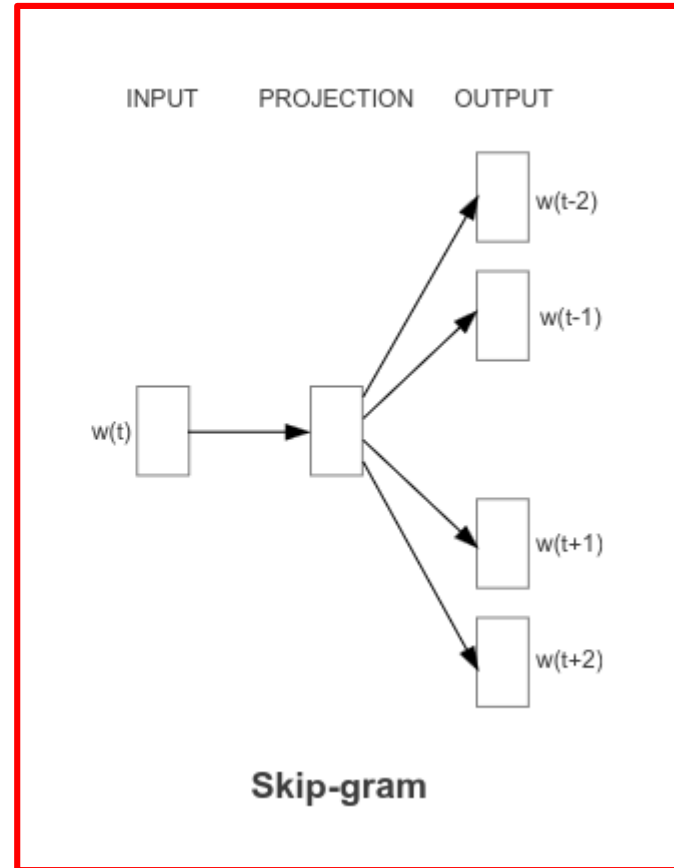 INPUT PROJECTION OUTPUT
w(t-2)
w(t-1)
w(t)
w(t+1)
w(t+2)
Skip-gram